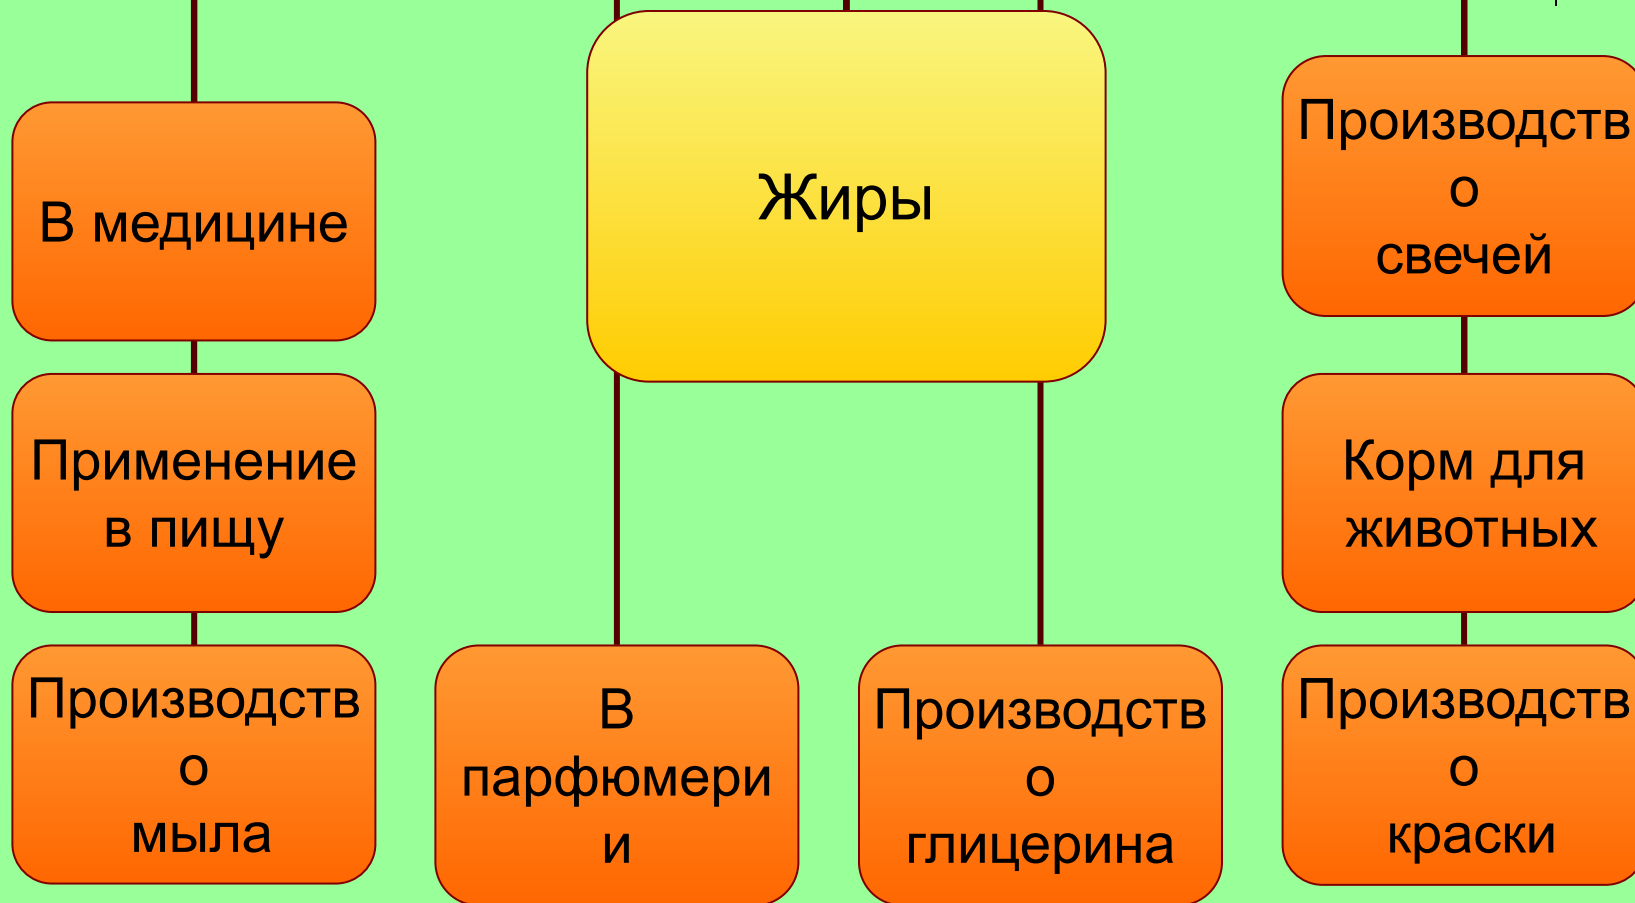 Жиры
В медицине
Применение
в пищу
Производств
о
мыла
В
парфюмери
и
Производств
о
глицерина
Производств
о
свечей
Корм для
животных
Производств
о
краски